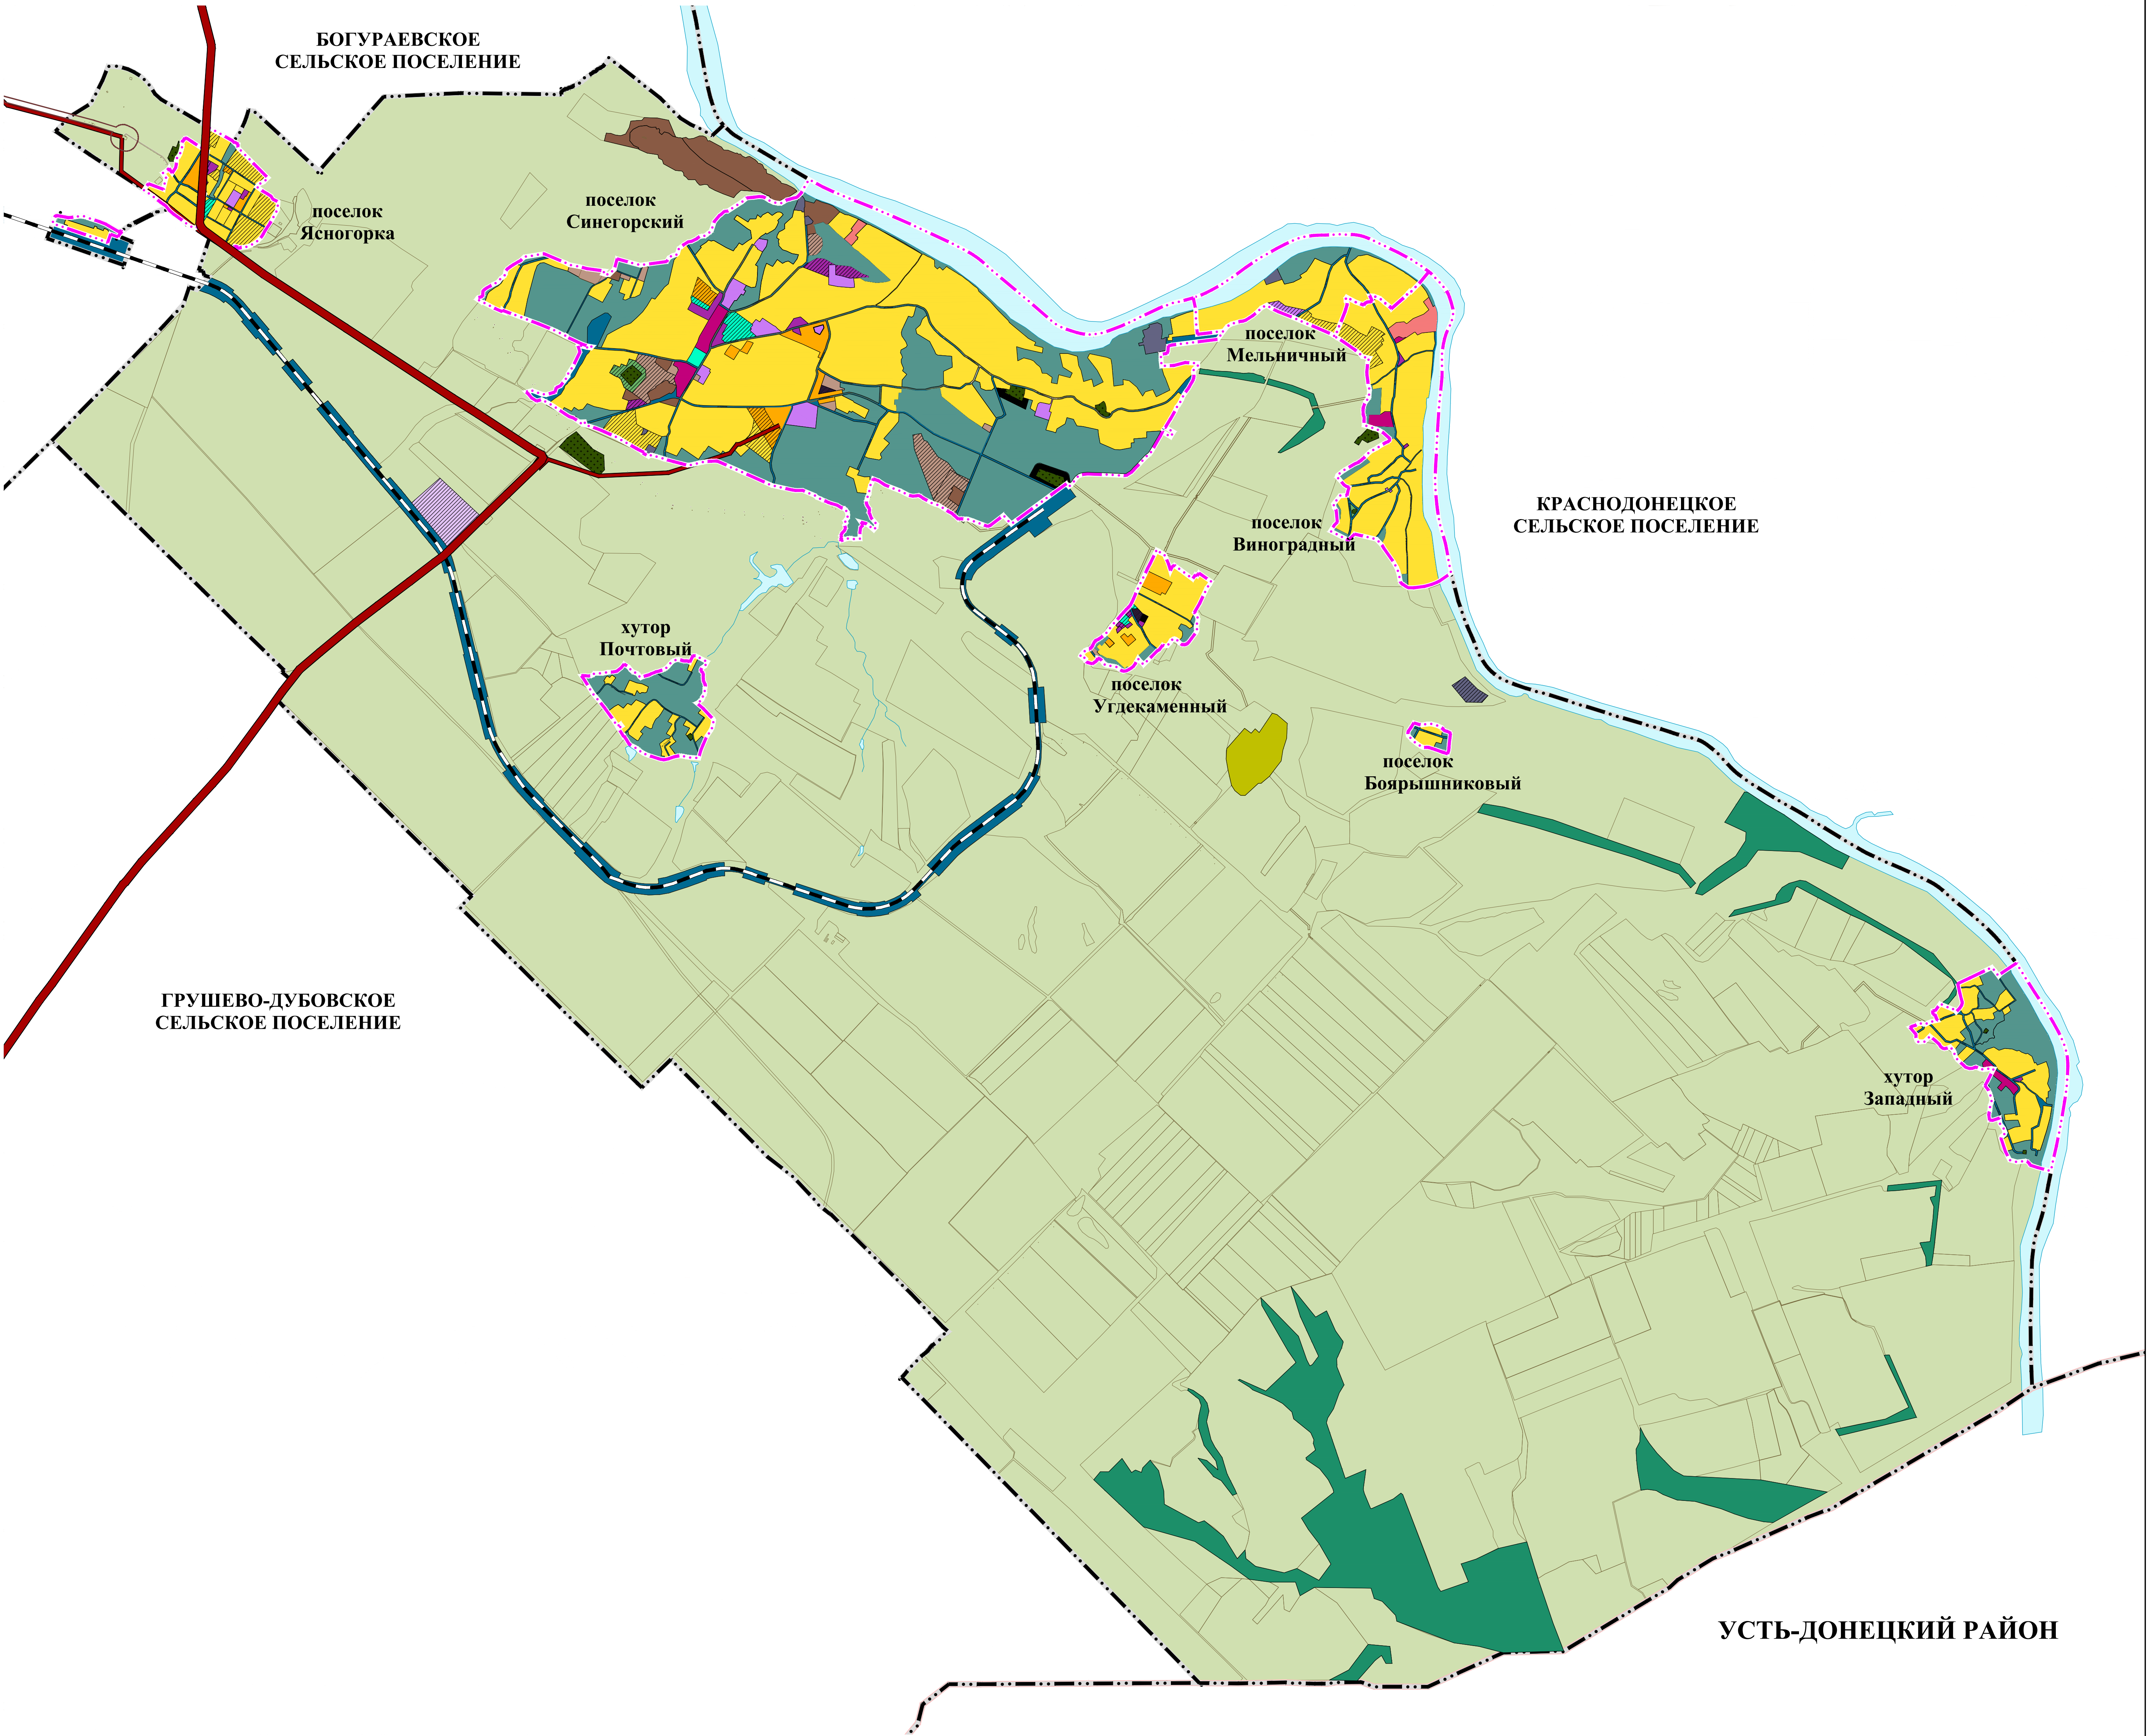 БОГУРАЕВСКОЕ
СЕЛЬСКОЕ ПОСЕЛЕНИЕ
поселок
Синегорский
поселок
Ясногорка
поселок
Мельничный
КРАСНОДОНЕЦКОЕ
СЕЛЬСКОЕ ПОСЕЛЕНИЕ
поселок
Виноградный
хутор
Почтовый
поселок
Угдекаменный
поселок
Боярышниковый
ГРУШЕВО-ДУБОВСКОЕ
СЕЛЬСКОЕ ПОСЕЛЕНИЕ
хутор
Западный
УСТЬ-ДОНЕЦКИЙ РАЙОН